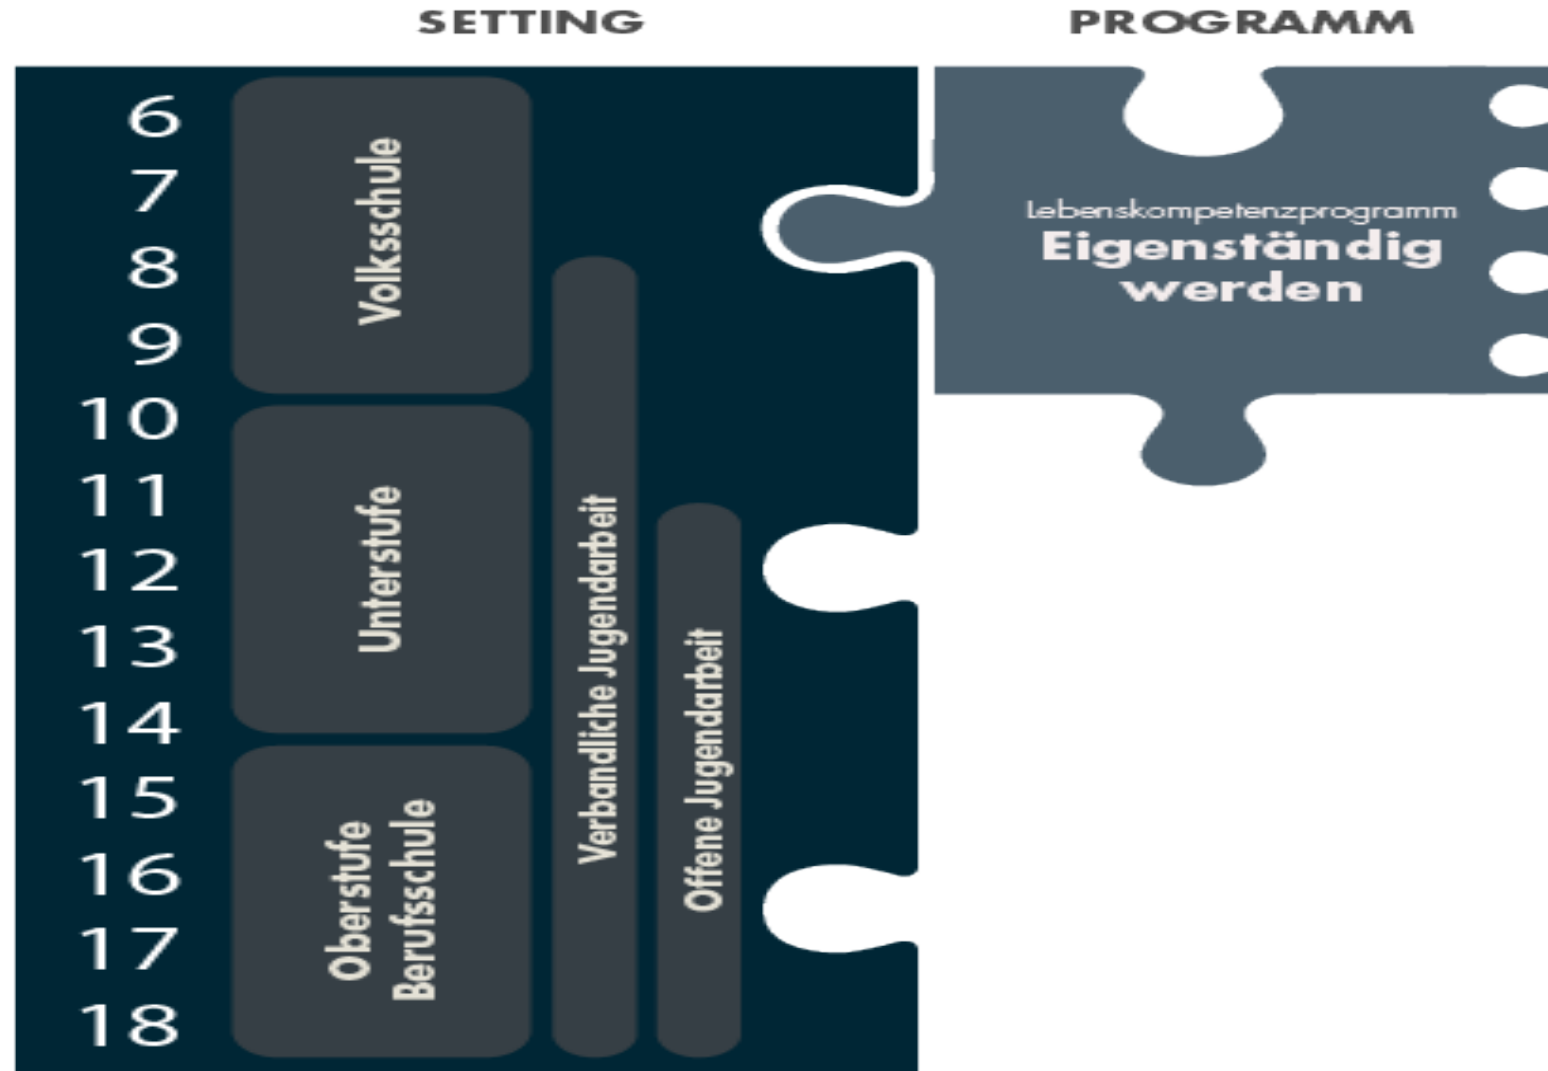 SETTING
PROGRAMM
6
7
8
9
10
11
12
13
14
15
16
17
18
Volksschule
Unterstufe
Oberstufe
Berufsschule
Verbandliche Jugendarbeit
Offene Jugendarbeit
Lebenskompetenzprogramm
Eigenständig
werden